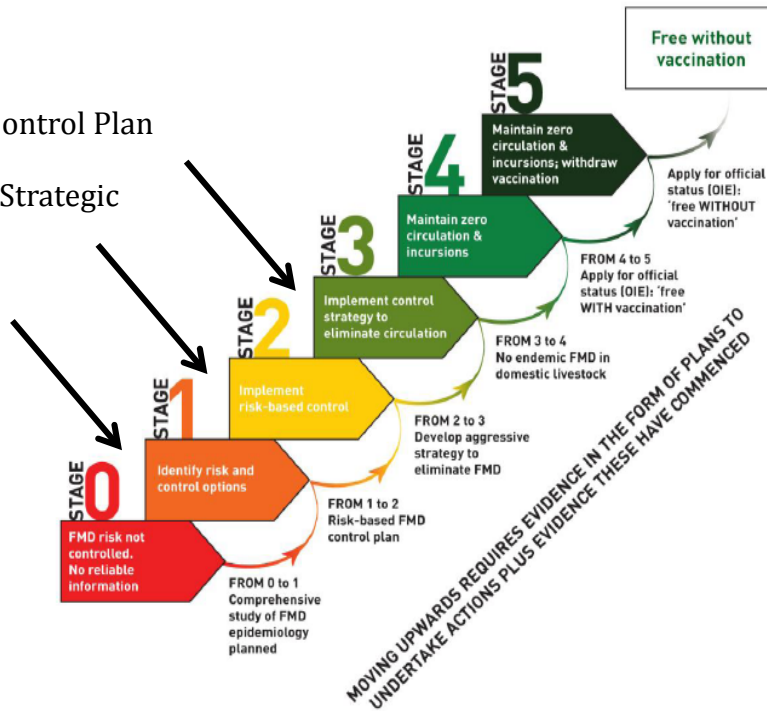 Free without
vaccination
ontrol Plan
Strategic
STAGE
5
Maintain zero
circulation &
incursions; withdraw
vaccination
Apply for official
status (OIE):
'free WITHOUT
vaccination'
STAGE
4
Maintain zero
circulation &
incursions
FROM 4 to 5
Apply for official
status (OIE): 'free
WITH vaccination'
STAGE
3
Implement control
strategy to
eliminate circulation
FROM 3 to 4
No endemic FMD in
domestic livestock
STAGE
2
Implement
risk-based control
FROM 2 to 3
Develop aggressive
strategy to
eliminate FMD
STAGE
1
Identify risk and
control options
FROM 1 to 2
Risk-based FMD
control plan
STAGE
0
FMD risk not
controlled.
No reliable
information
FROM 0 to 1
Comprehensive
study of FMD
epidemiology
planned
MOVING UPWARDS REQUIRES EVIDENCE IN THE FORM OF PLANS TO
UNDERTAKE ACTIONS PLUS EVIDENCE THESE HAVE COMMENCED